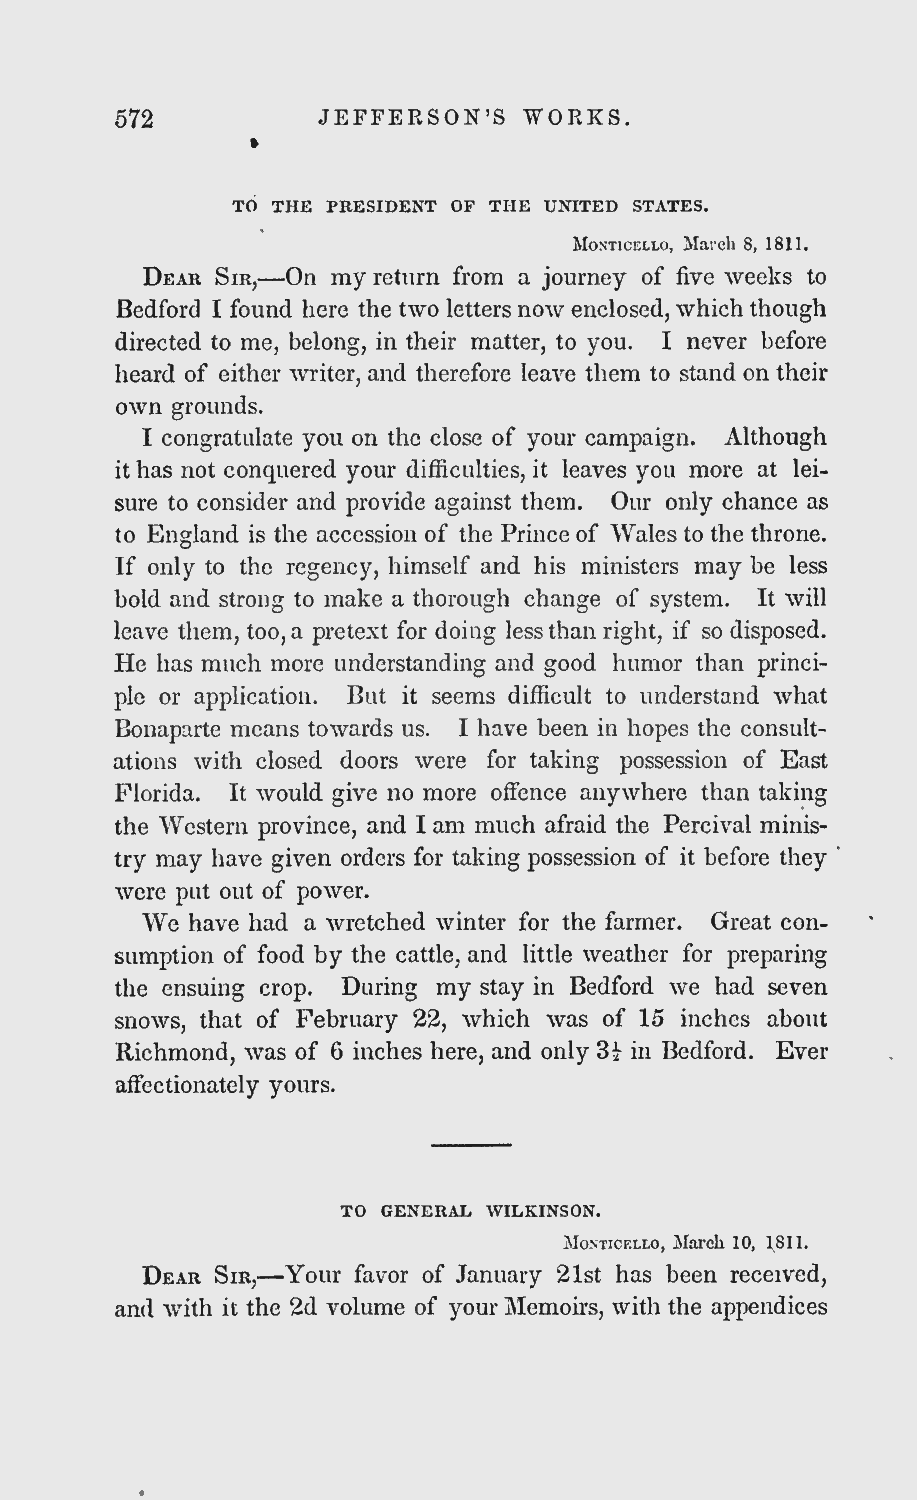 572 JEFFERSON'S WORKS.
TO THE PRESIDENT OF THE UNITED STATES.
Monticello, March 8, 1811.
Dear Sir,—On my return from a journey of five weeks to
Bedford I found here the two letters now enclosed, which though
directed to me, belong, in their matter, to you. I never before
heard of either writer, and therefore leave them to stand on their
own grounds.
I congratulate you on the close of your campaign. Although
it has not conquered your difficulties, it leaves you more at lei-
sure to consider and provide against them. Our only chance as
to England is the accession of the Prince of Wales to the throne.
If only to the regency, himself and his ministers may be less
bold and strong to make a thorough change of system. It will
leave them, too, a pretext for doing less than right, if so disposed.
He has much more understanding and good humor than princi-
ple or application. But it seems difficult to understand what
Bonaparte means towards us. I have been in hopes the consult-
ations with closed doors were for taking possession of East
Florida. It would give no more offence anywhere than taking
the Western province, and I am much afraid the Percival minis-
try may have given orders for taking possession of it before they
were put out of power.
We have had a wretched winter for the farmer. Great con-
sumption of food by the cattle, and little weather for preparing
the ensuing crop. During my stay in Bedford we had seven
snows, that of February 22, which was of 15 inches about
Richmond, was of 6 inches here, and only 3½ in Bedford. Ever
affectionately yours.
TO GENERAL WILKINSON.
Monticello, March 10, 1811.
Dear Sir,—Your favor of January 21st has been received,
and with it the 2d volume of your Memoirs, with the appendices